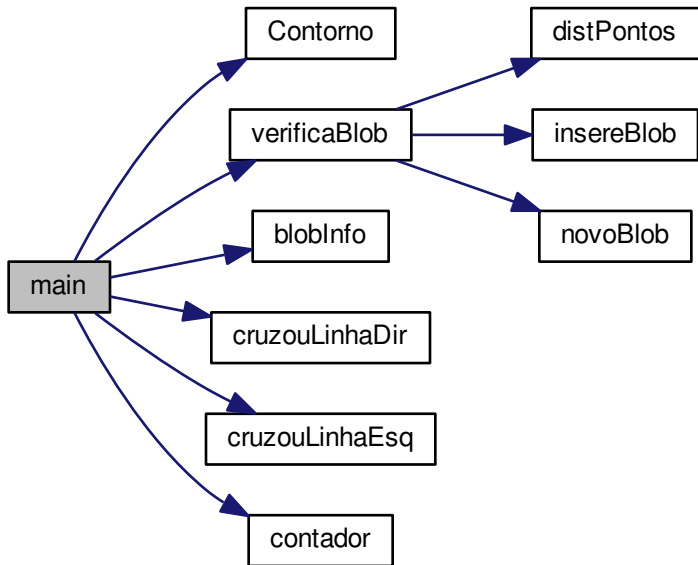 main
Contorno
verificaBlob
blobInfo
cruzouLinhaDir
cruzouLinhaEsq
contador
distPontos
insereBlob
novoBlob